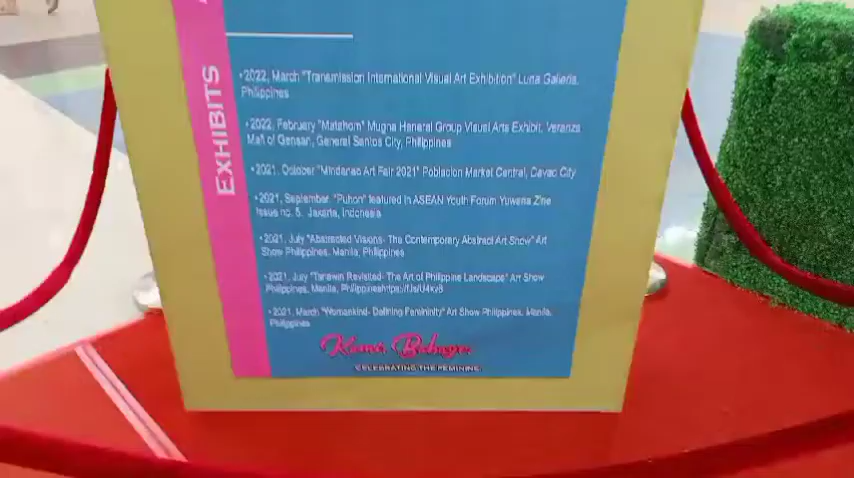 EXHIBITS
•2022, March "Transmission International Visual Art Exhibition" Luna Galleria,
Philippines
•2022, February "Matahom" Mugna Haneral Group Visual Arts Exhibit, Veranza
Mall of Gensan, General Santos City, Philippines
•2021, October "Mindanao Art Fair 2021" Poblacion Market Central, Davao City
•2021, September, "Puhon" featured in ASEAN Youth Forum Yuwana Zine
Issue no. 5. Jakarta, Indonesia
•2021, July "Abstracted Visions- The Contemporary Abstract Art Show" Art
Show Philippines, Manila, Philippines
•2021, July "Tanawin Revisited- The Art of Philippine Landscape" Art Show
Philippines, Manila,
•2021, March "Womankind- Defining Femininity" Art Show Philippines, Manila,
Philippines
CELEBRATING THE FEMININE